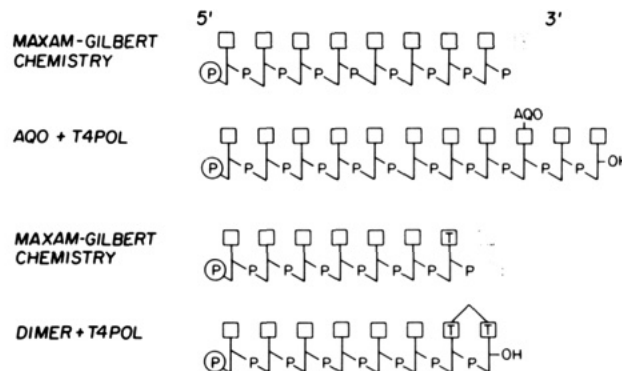 5' 3'
MAXAM-GILBERT
CHEMISTRY
P P P P P P P P P
AQO
AQO + T4POL
P P P P P P P P P P P OH
MAXAM-GILBERT
CHEMISTRY
T
P P P P P P P P
DIMER + T4POL
T T
P P P P P P P P OH